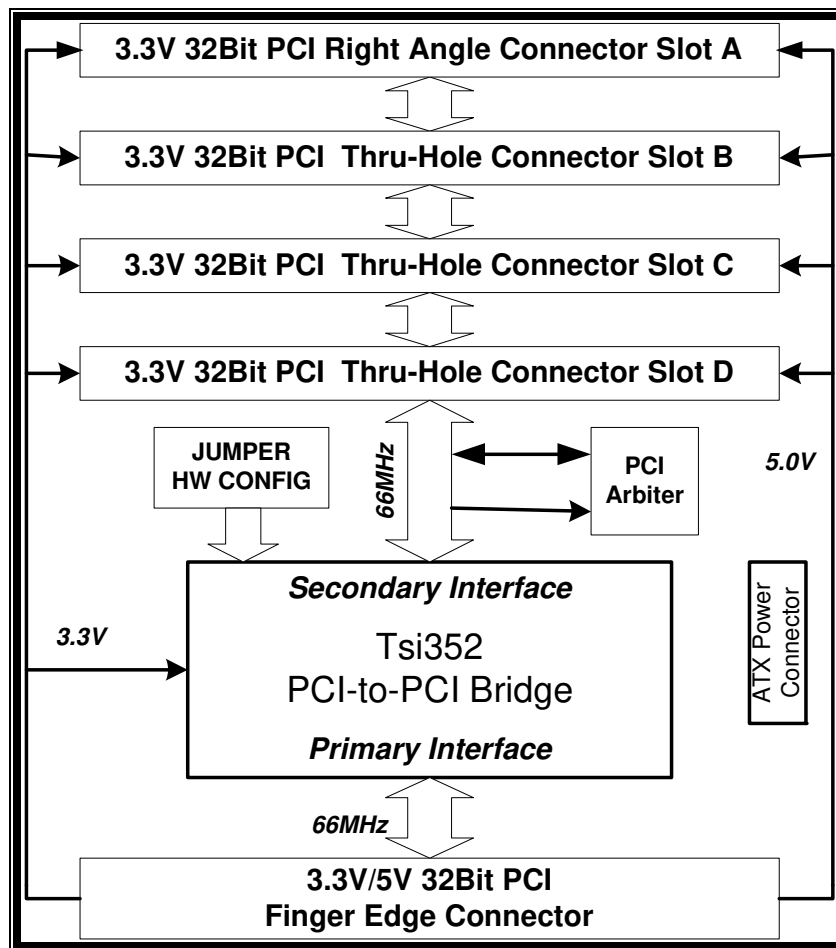 3.3V 32Bit PCI Right Angle Connector Slot A
3.3V 32Bit PCI  Thru-Hole Connector Slot B
3.3V 32Bit PCI  Thru-Hole Connector Slot C
3.3V 32Bit PCI  Thru-Hole Connector Slot D
JUMPER
HW CONFIG
66MHz
PCI
Arbiter
5.0V
Secondary Interface
3.3V
Tsi352
PCI-to-PCI Bridge
ATX Power
Connector
Primary Interface
66MHz
3.3V/5V 32Bit PCI
Finger Edge Connector